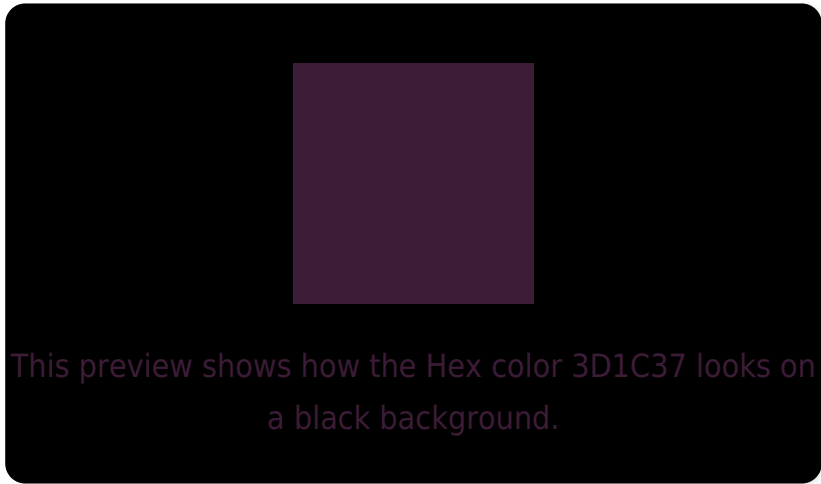 This preview shows how the Hex color 3D1C37 looks on
a black background.